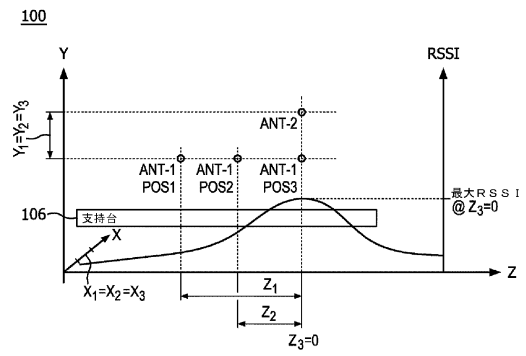 100
Y
RSSI
ANT-2
Y1=Y2=Y3
ANT-1
POS1
ANT-1
POS2
ANT-1
POS3
最大ＲＳＳＩ
@ Z3=0
106
支持台
X
Z
X1=X2=X3
Z1
Z2
Z3=0